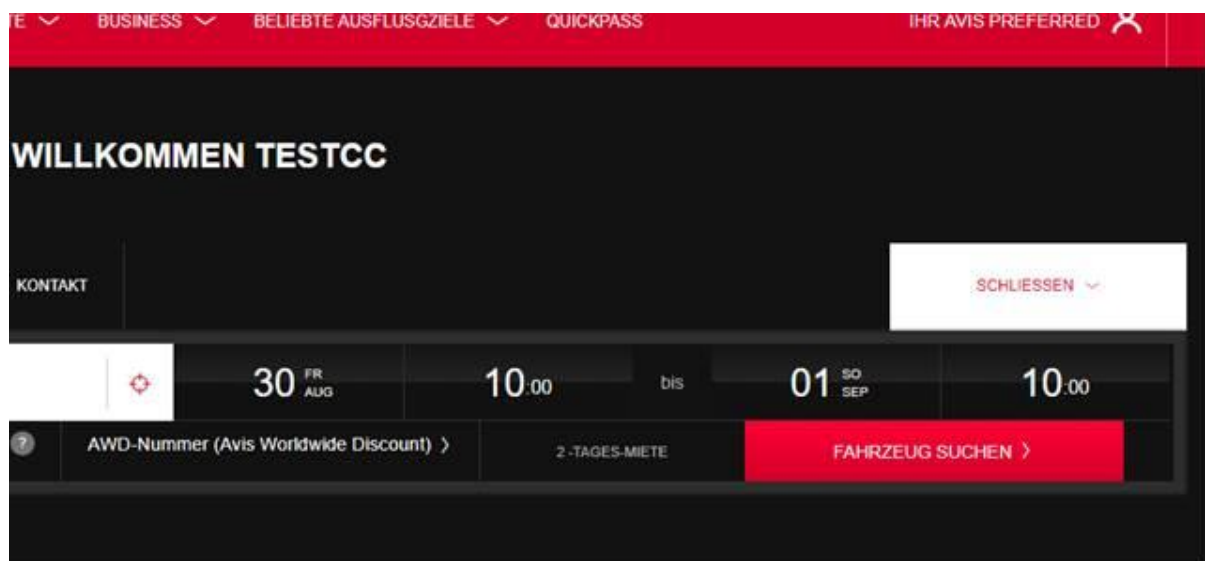 TE BUSINESS BELIEBTE AUSFLUSGZIELE QUICKPASS IHR AVIS PREFERRED
WILLKOMMEN TESTCC
KONTAKT SCHLIESSEN
30 FR AUG 10:00 bis 01 SO SEP 10:00
? AWD-Nummer (Avis Worldwide Discount) 2-TAGES-MIETE FAHRZEUG SUCHEN